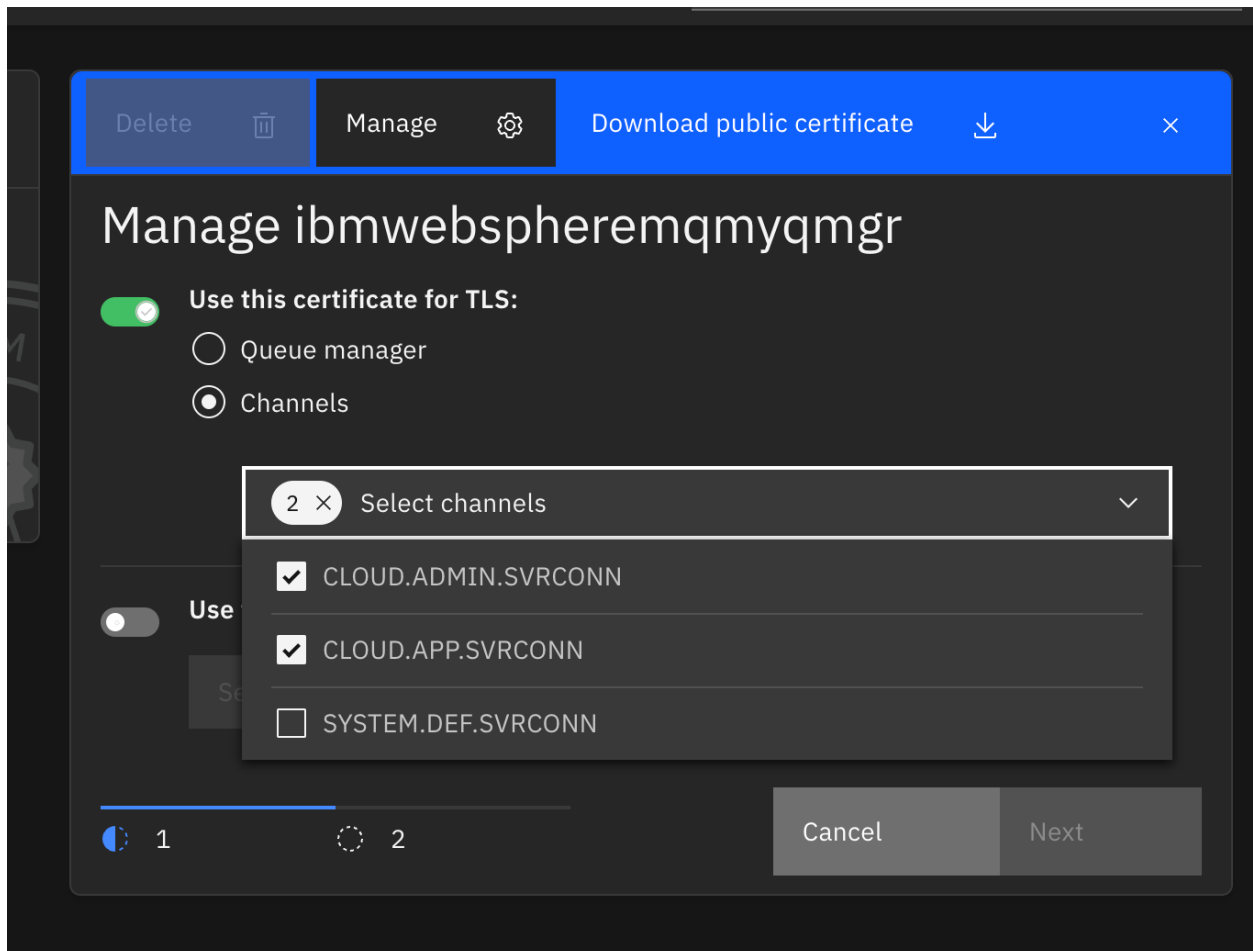 Delete
Manage
Download public certificate
Manage ibmwebspheremqmyqmgr
Use this certificate for TLS:
Queue manager
Channels
2 Select channels
CLOUD.ADMIN.SVRCONN
Use
CLOUD.APP.SVRCONN
SYSTEM.DEF.SVRCONN
1
2
Cancel
Next